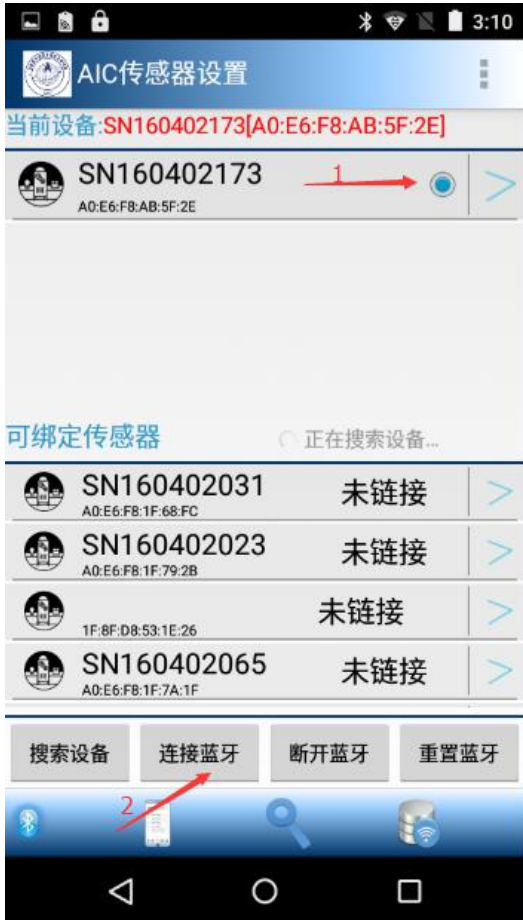 3:10
AIC传感器设置
当前设备:SN160402173[A0:E6:F8:AB:5F:2E]
SN160402173
1
A0:E6:F8:AB:5F:2E
>
可绑定传感器
正在搜索设备...
SN160402031
未链接
A0:E6:F8:1F:68:FC
>
SN160402023
未链接
A0:E6:F8:1F:79:2B
>
未链接
1F:8F:D8:53:1E:26
>
SN160402065
未链接
A0:E6:F8:1F:7A:1F
>
搜索设备 连接蓝牙 断开蓝牙 重置蓝牙
2